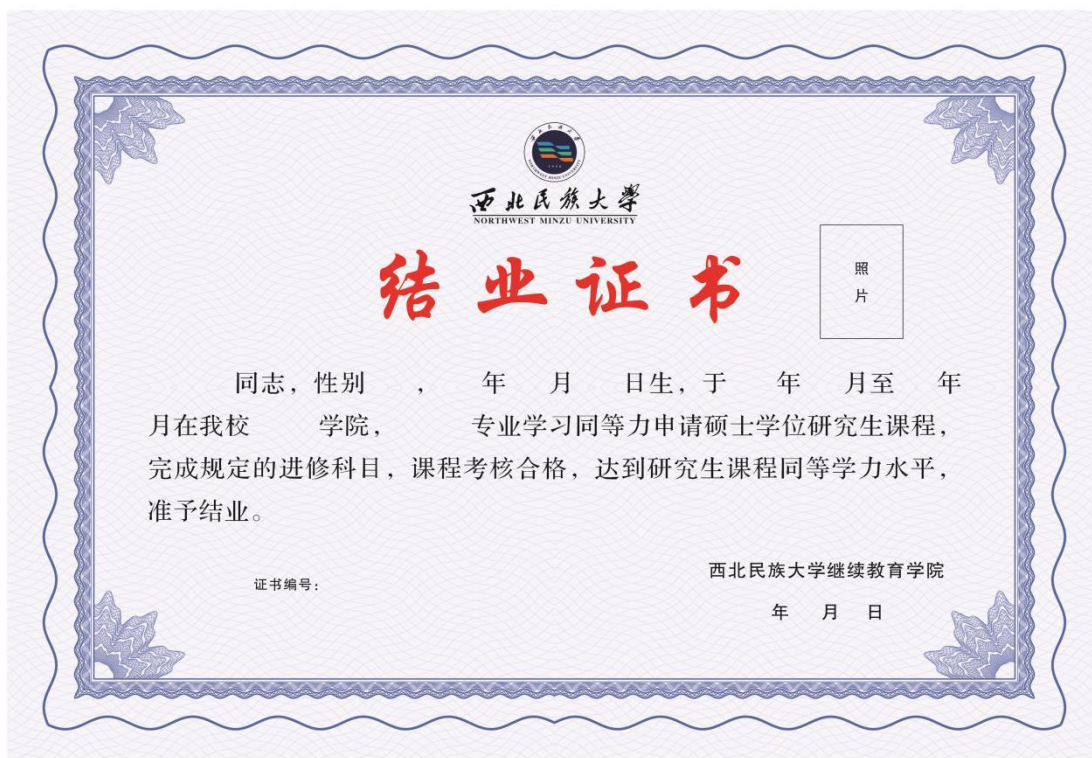 西北民族大學
NORTHWEST MINZU UNIVERSITY
结业证书
照
片
同志，性别　，　年　月　日生，于　年　月至　年
月在我校　学院，　专业学习同等力申请硕士学位研究生课程，
完成规定的进修科目，课程考核合格，达到研究生课程同等学力水平，
准予结业。
证书编号：
西北民族大学继续教育学院
年　月　日